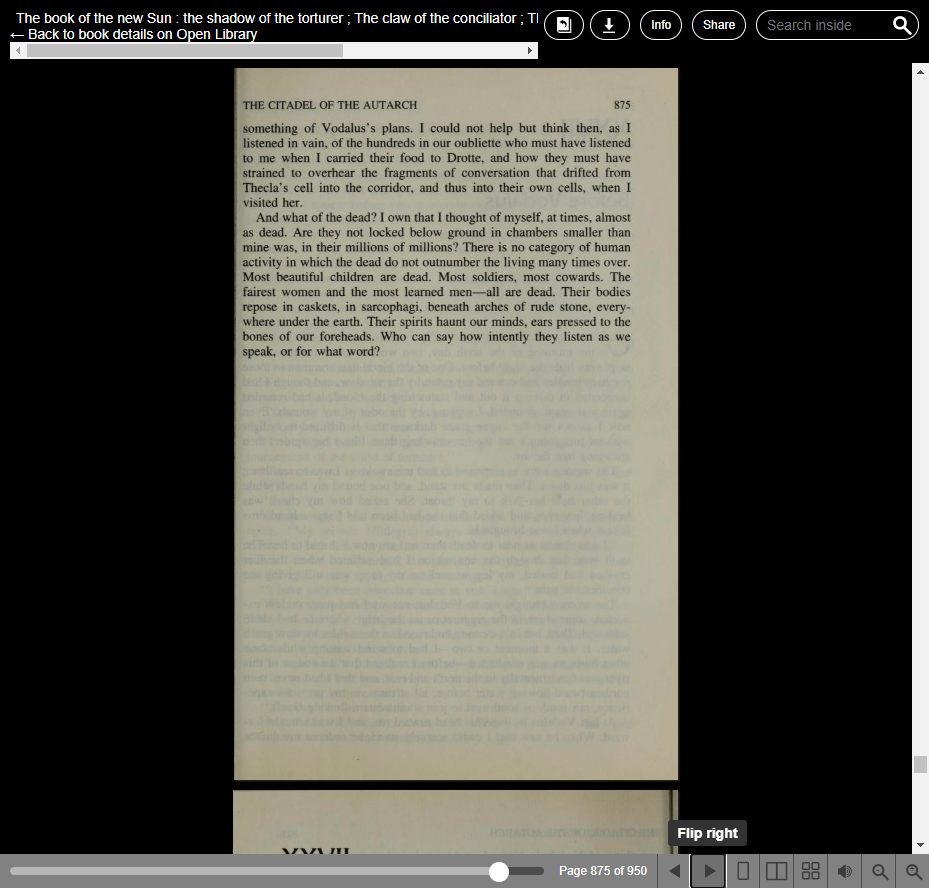 The book of the new Sun : the shadow of the torturer ; The claw of the conciliator ; Tl
← Back to book details on Open Library
Info
Share
Search inside
THE CITADEL OF THE AUTARCH 875
something of Vodalus's plans. I could not help but think then, as I
listened in vain, of the hundreds in our oubliette who must have listened
to me when I carried their food to Drotte, and how they must have
strained to overhear the fragments of conversation that drifted from
Thecla's cell into the corridor, and thus into their own cells, when I
visited her.
And what of the dead? I own that I thought of myself, at times, almost
as dead. Are they not locked below ground in chambers smaller than
mine was, in their millions of millions? There is no category of human
activity in which the dead do not outnumber the living many times over.
Most beautiful children are dead. Most soldiers, most cowards. The
fairest women and the most learned men—all are dead. Their bodies
repose in caskets, in sarcophagi, beneath arches of rude stone, every-
where under the earth. Their spirits haunt our minds, ears pressed to the
bones of our foreheads. Who can say how intently they listen as we
speak, or for what word?
XXVII
Flip right
Page 875 of 950